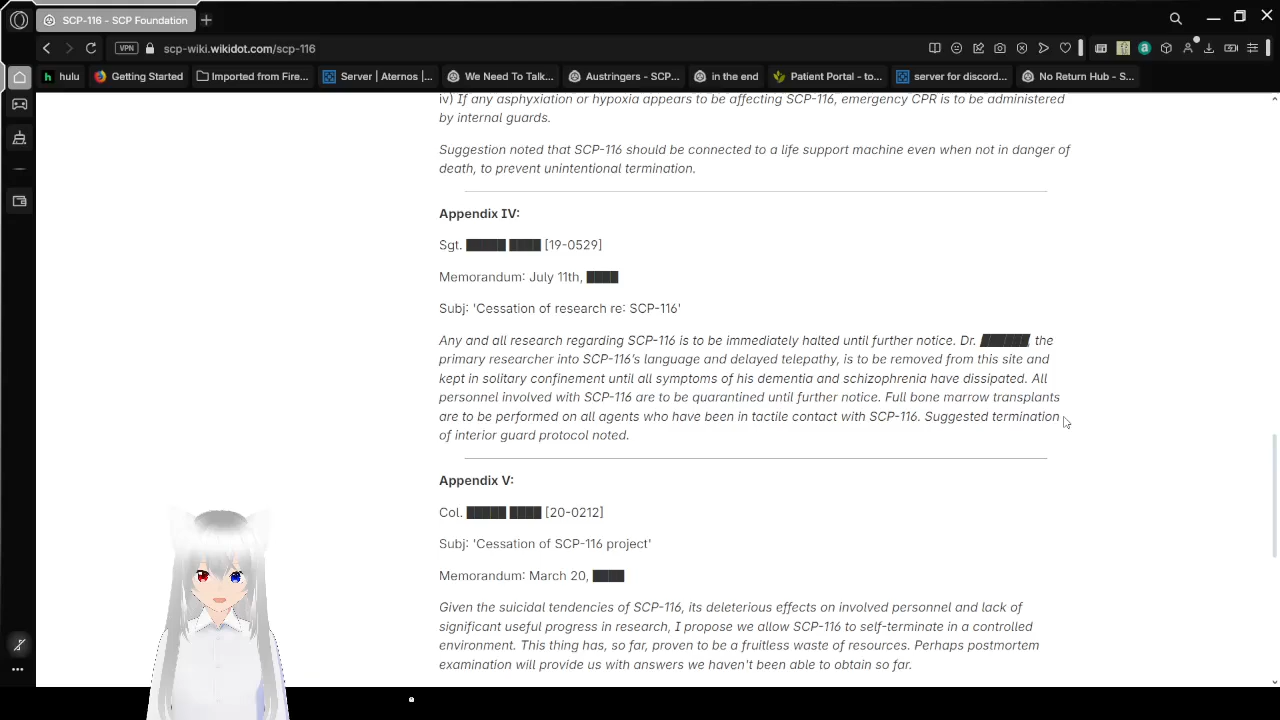 SCP-116 - SCP Foundation
VPN scp-wiki.wikidot.com/scp-116
hulu Getting Started Imported from Fire... Server | Aternos |... We Need To Talk... Austringers - SCP... in the end Patient Portal - to... server for discord... No Return Hub - S...
iv) If any asphyxiation or hypoxia appears to be affecting SCP-116, emergency CPR is to be administered
by internal guards.
Suggestion noted that SCP-116 should be connected to a life support machine even when not in danger of
death, to prevent unintentional termination.
Appendix IV:
Sgt. █████ ████ [19-0529]
Memorandum: July 11th, ████
Subj: 'Cessation of research re: SCP-116'
Any and all research regarding SCP-116 is to be immediately halted until further notice. Dr. ██████, the
primary researcher into SCP-116's language and delayed telepathy, is to be removed from this site and
kept in solitary confinement until all symptoms of his dementia and schizophrenia have dissipated. All
personnel involved with SCP-116 are to be quarantined until further notice. Full bone marrow transplants
are to be performed on all agents who have been in tactile contact with SCP-116. Suggested termination
of interior guard protocol noted.
Appendix V:
Col. █████ ████ [20-0212]
Subj: 'Cessation of SCP-116 project'
Memorandum: March 20, ████
Given the suicidal tendencies of SCP-116, its deleterious effects on involved personnel and lack of
significant useful progress in research, I propose we allow SCP-116 to self-terminate in a controlled
environment. This thing has, so far, proven to be a fruitless waste of resources. Perhaps postmortem
examination will provide us with answers we haven't been able to obtain so far.